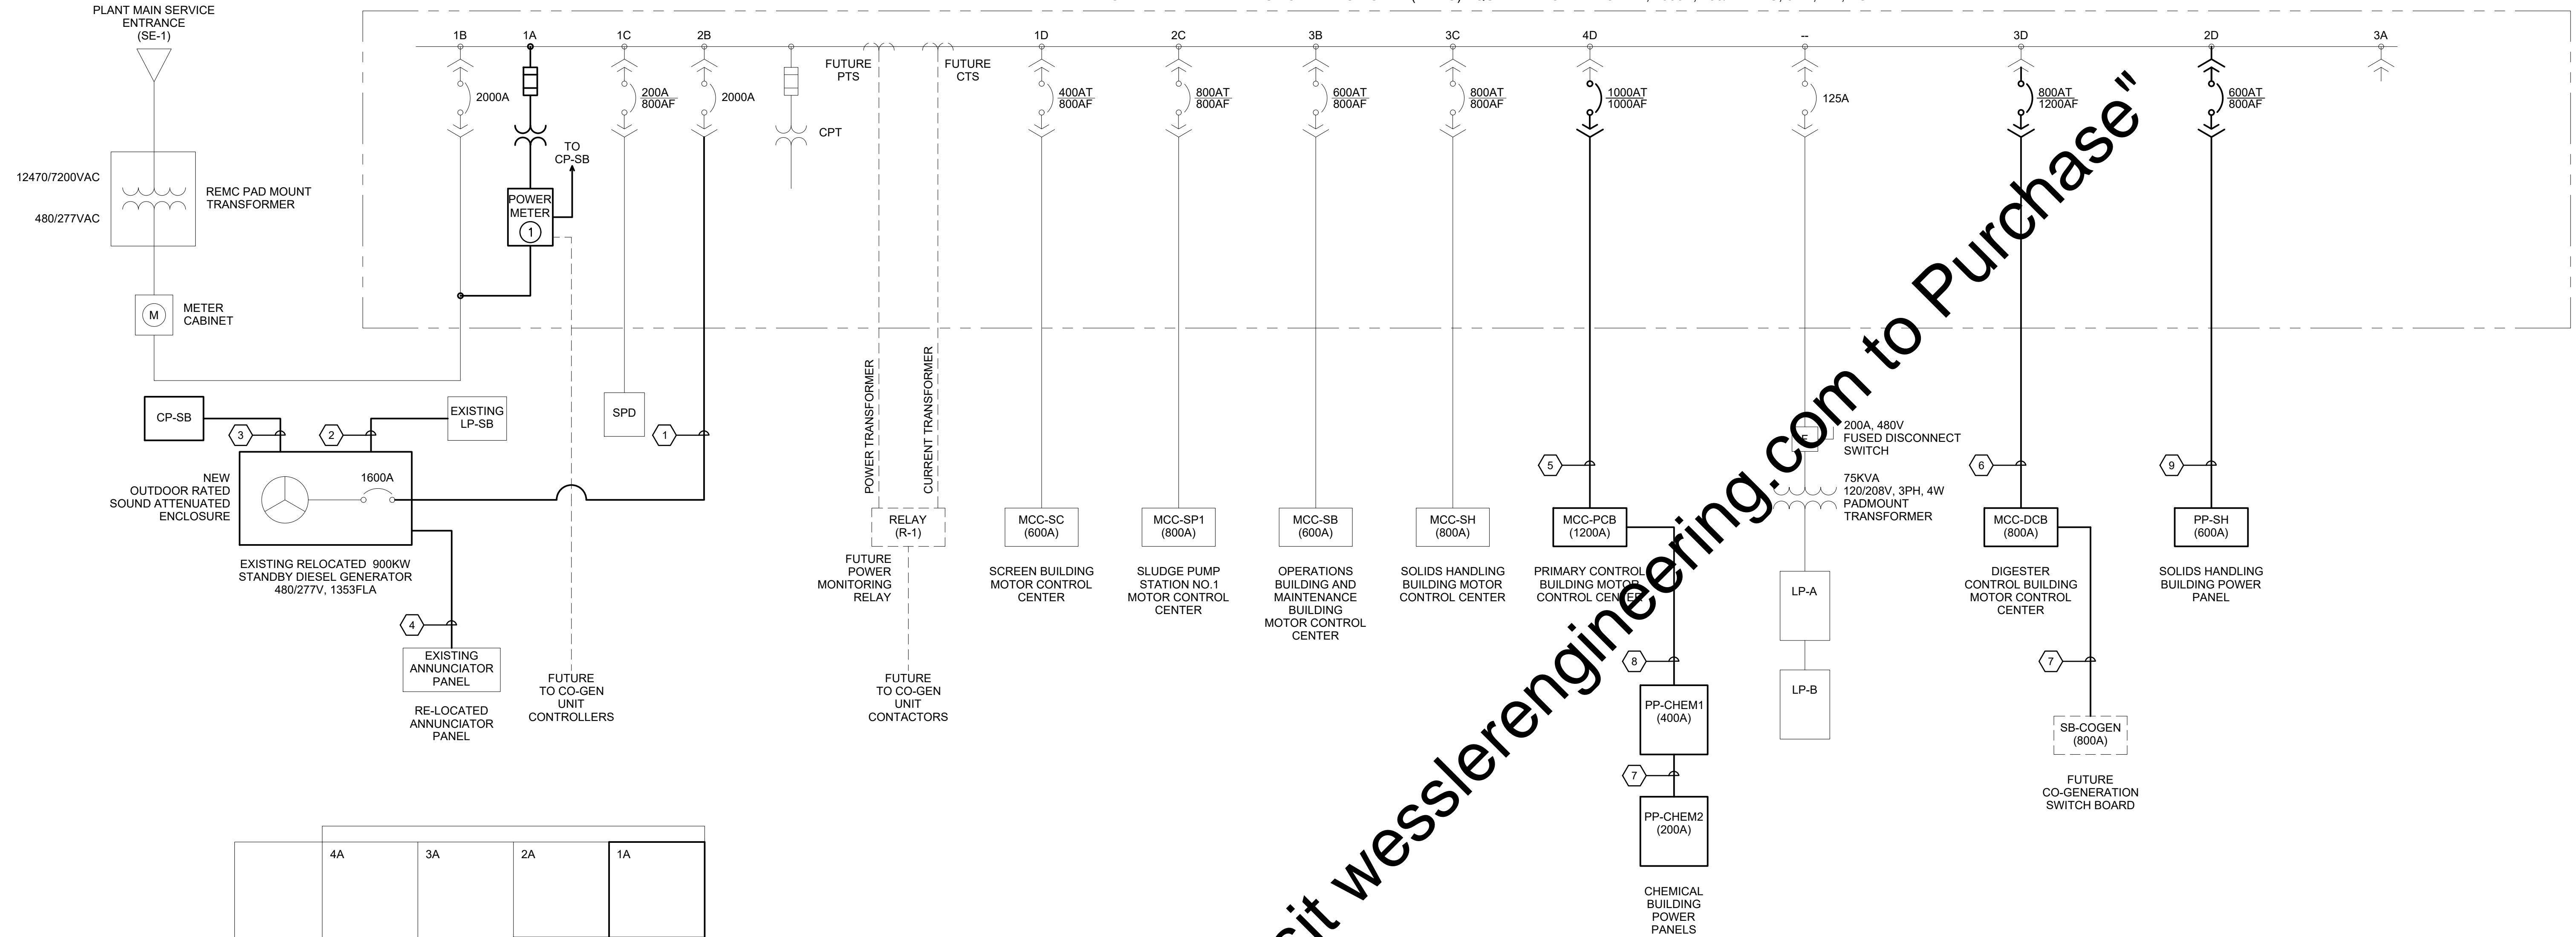 PLANT MAIN SERVICE
ENTRANCE
(SE-1)
1B
1A
1C
2B
1D
2C
3B
3C
4D
--
3D
2D
3A
FUTURE
PTS
FUTURE
CTS
2000A
200A
800AF
2000A
CPT
400AT
800AF
800AT
800AF
600AT
800AF
800AT
800AF
1000AT
1000AF
125A
800AT
1200AF
600AT
800AF
TO
CP-SB
12470/7200VAC
480/277VAC
REMC PAD MOUNT
TRANSFORMER
POWER
METER
1
M
METER
CABINET
CP-SB
3
2
EXISTING
LP-SB
SPD
1
POWER TRANSFORMER
CURRENT TRANSFORMER
NEW
OUTDOOR RATED
SOUND ATTENUATED
ENCLOSURE
1600A
EXISTING RELOCATED 900KW
STANDBY DIESEL GENERATOR
480/277V, 1353FLA
4
EXISTING
ANNUNCIATOR
PANEL
RE-LOCATED
ANNUNCIATOR
PANEL
FUTURE
TO CO-GEN
UNIT
CONTROLLERS
RELAY
(R-1)
FUTURE
POWER
MONITORING
RELAY
FUTURE
TO CO-GEN
UNIT
CONTACTORS
MCC-SC
(600A)
SCREEN BUILDING
MOTOR CONTROL
CENTER
MCC-SP1
(800A)
SLUDGE PUMP
STATION NO.1
MOTOR CONTROL
CENTER
MCC-SB
(600A)
OPERATIONS
BUILDING AND
MAINTENANCE
BUILDING
MOTOR CONTROL
CENTER
MCC-SH
(800A)
SOLIDS HANDLING
BUILDING MOTOR
CONTROL CENTER
5
MCC-PCB
(1200A)
PRIMARY CONTROL
BUILDING MOTOR
CONTROL CENTER
8
PP-CHEM1
(400A)
7
PP-CHEM2
(200A)
CHEMICAL
BUILDING
POWER
PANELS
200A, 480V
FUSED DISCONNECT
SWITCH
75KVA
120/208V, 3PH, 4W
PADMOUNT
TRANSFORMER
LP-A
LP-B
6
MCC-DCB
(800A)
DIGESTER
CONTROL BUILDING
MOTOR CONTROL
CENTER
7
SB-COGEN
(800A)
FUTURE
CO-GENERATION
SWITCH BOARD
9
PP-SH
(600A)
SOLIDS HANDLING
BUILDING POWER
PANEL
4A
3A
2A
1A
wesslerengineering.com to Purchase"